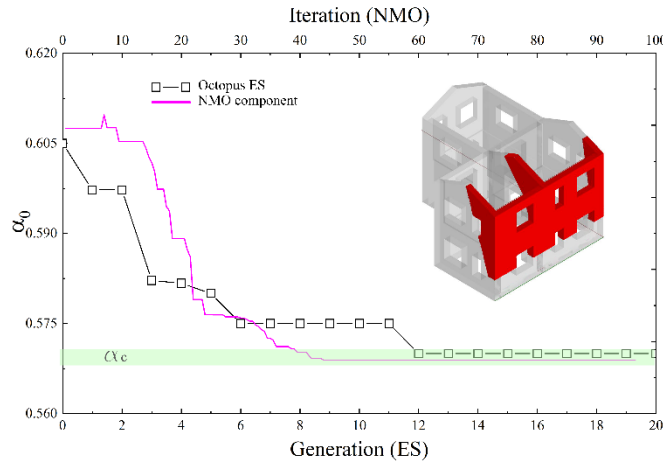 Iteration (NMO)
0 10 20 30 40 50 60 70 80 90 100
0.620
Octopus ES
NMO component
0.605
α₀
0.590
0.575
α c
0.560
0 2 4 6 8 10 12 14 16 18 20
Generation (ES)